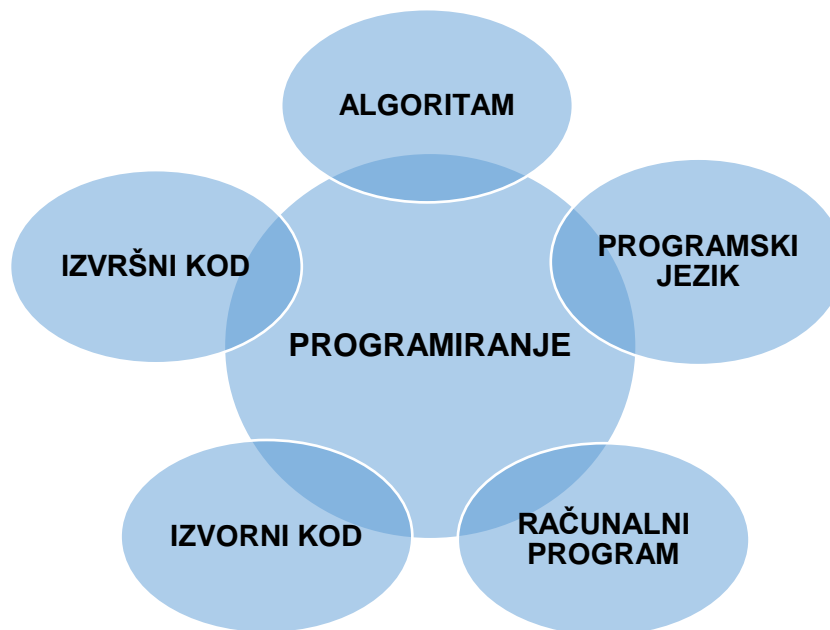 ALGORITAM
PROGRAMSKI
JEZIK
IZVRŠNI KOD
PROGRAMIRANJE
IZVORNI KOD
RAČUNALNI
PROGRAM